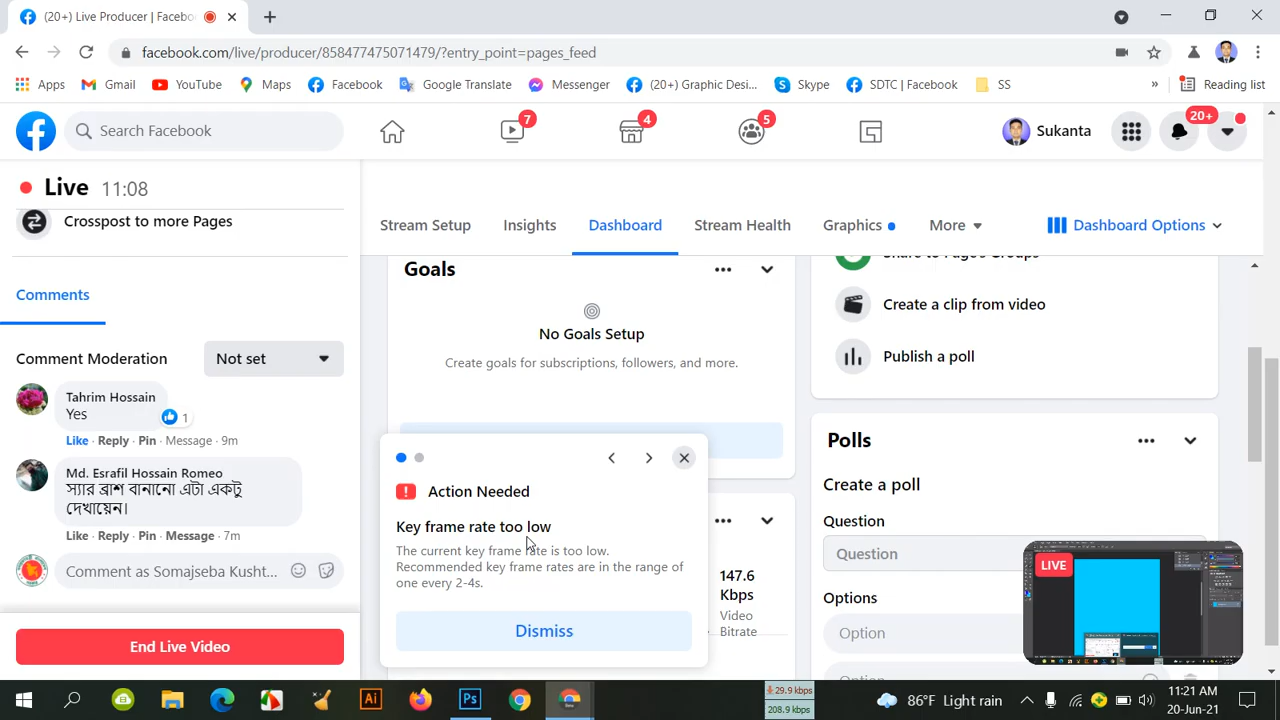 (20+) Live Producer | Facebo
facebook.com/live/producer/858477475071479/?entry_point=pages_feed
Apps Gmail YouTube Maps Facebook Google Translate Messenger (20+) Graphic Desi... Skype SDTC | Facebook SS » Reading list
Search Facebook 7 4 5 Sukanta 20+
Live 11:08
Crosspost to more Pages
Stream Setup Insights Dashboard Stream Health Graphics More Dashboard Options
Comments
Comment Moderation Not set
Tahrim Hossain
Yes
1
Like · Reply · Pin · Message · 9m
Md. Esrafil Hossain Romeo
স্যার ব্রাশ বানানো এটা একটু
দেখায়েন।
Like · Reply · Pin · Message · 7m
Comment as Somajseba Kusht...
End Live Video
Goals
No Goals Setup
Create goals for subscriptions, followers, and more.
Action Needed
Key frame rate too low
The current key frame rate is too low.
Recommended key frame rates are in the range of
one every 2-4s.
Dismiss
147.6
Kbps
Video
Bitrate
Share to Page's Groups
Create a clip from video
Publish a poll
Polls
Create a poll
Question
Question
Options
Option
Option
LIVE
29.9 kbps
208.9 kbps
86°F Light rain
11:21 AM
20-Jun-21